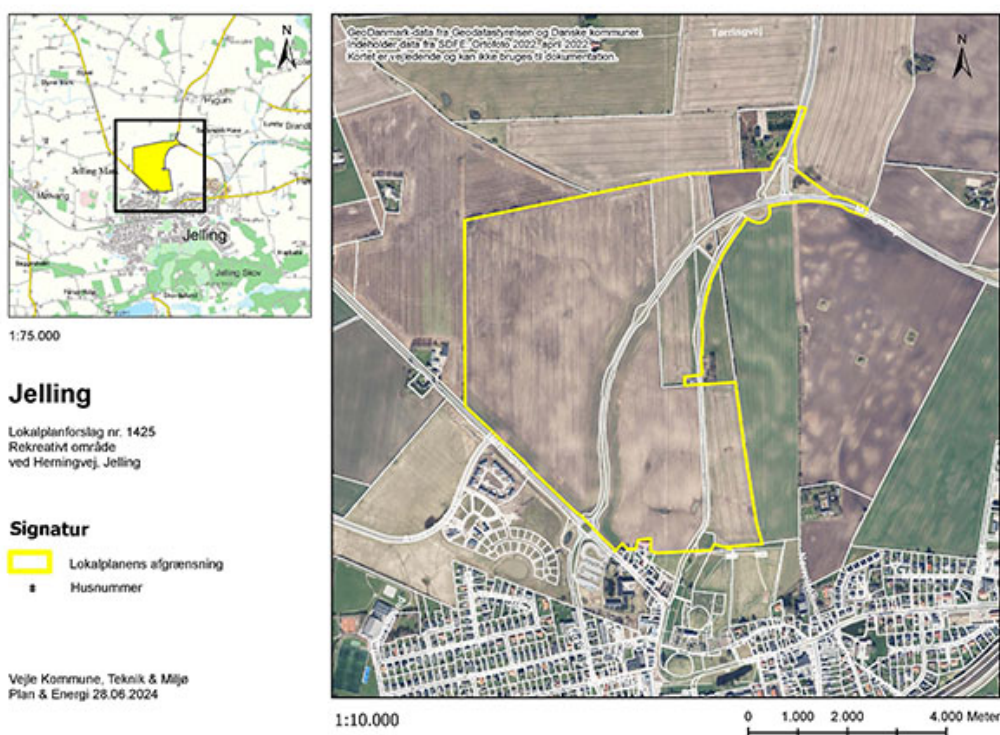 N
Hygum
Mølvang
Jelling
Jelling Skov
1:75.000
Jelling
Lokalplanforslag nr. 1425
Rekreativt område
ved Herningvej, Jelling
Signatur
Lokalplanens afgrænsning
Husnummer
Vejle Kommune, Teknik & Miljø
Plan & Energi 28.06.2024
GeoDanmark-data fra Geodatastyrelsen og Danske kommuner.
Indeholder data fra SDFE, Ortofoto 2022, april 2022
Kortet er vejledende og kan ikke bruges til dokumentation.
Tørringvej
N
1:10.000
0 1.000 2.000 4.000 Meter